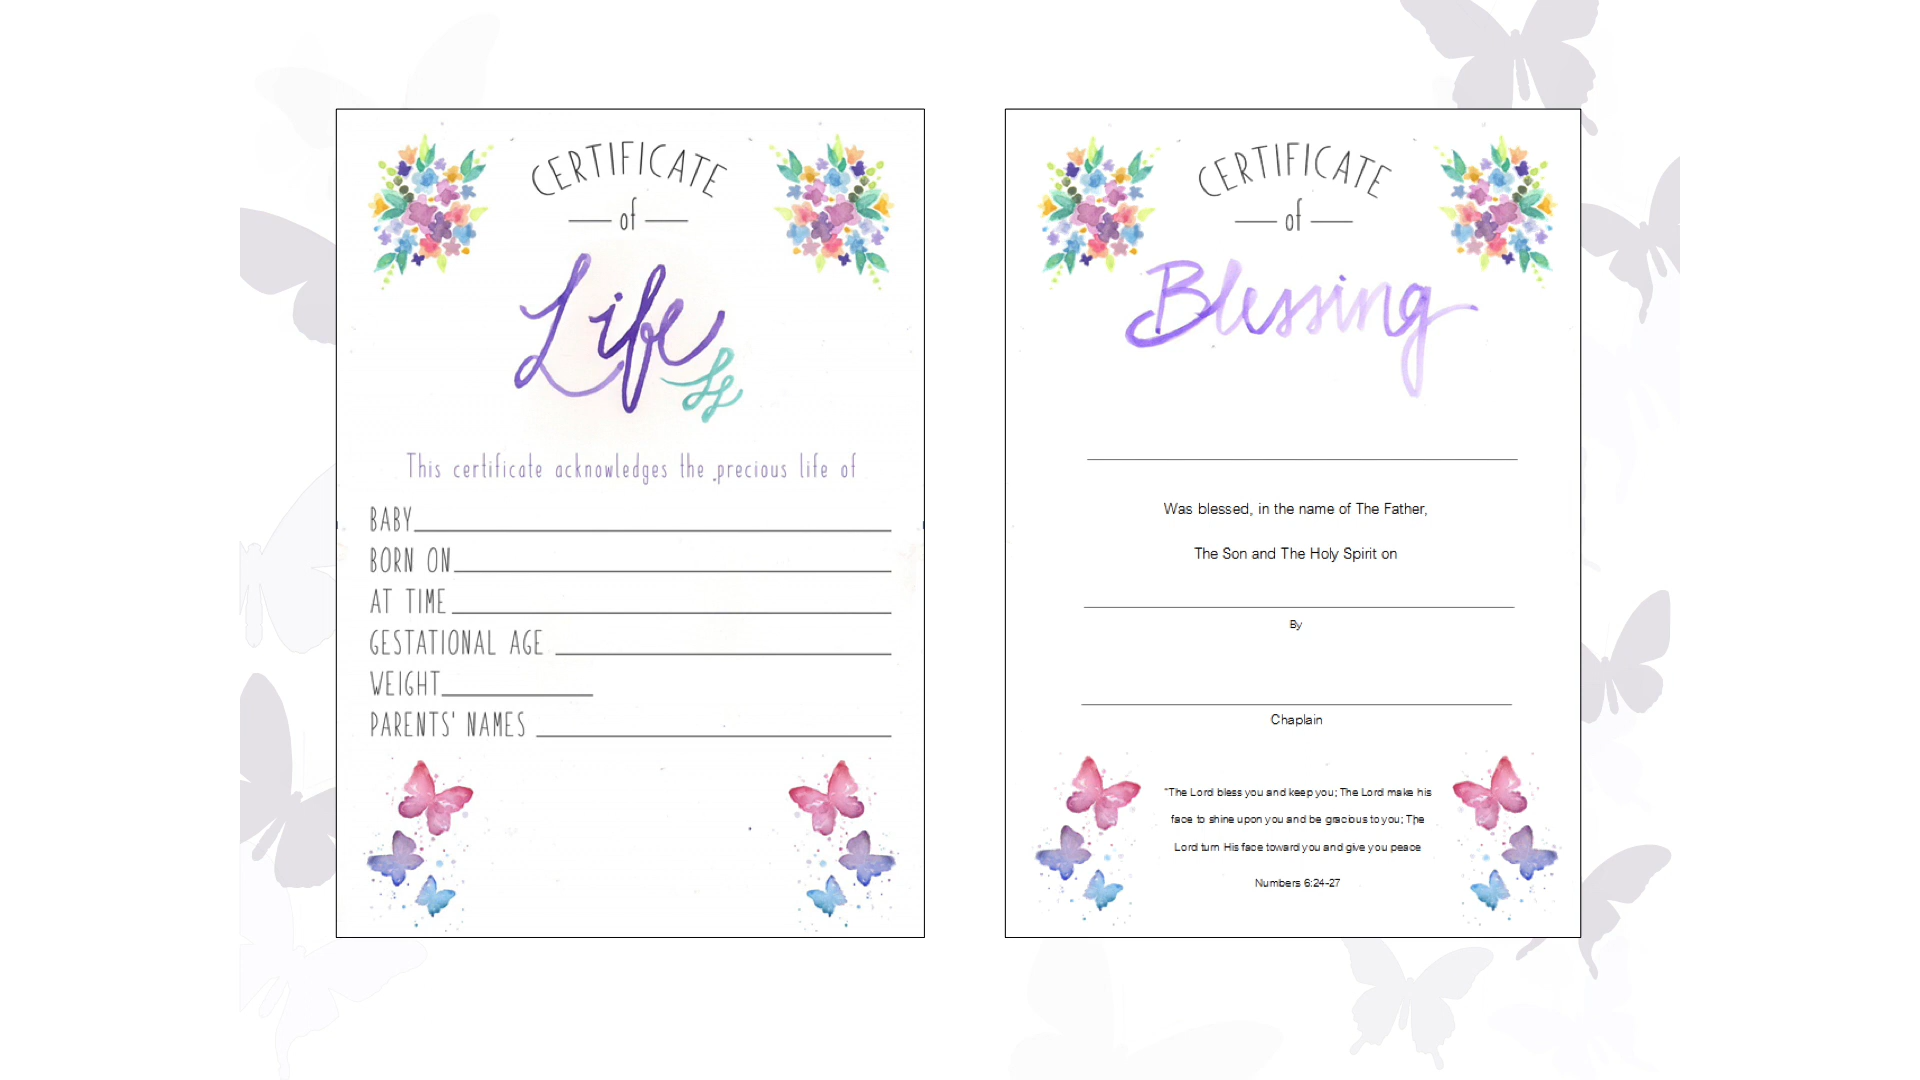 CERTIFICATE
of
Life
This certificate acknowledges the precious life of
BABY
BORN ON
AT TIME
GESTATIONAL AGE
WEIGHT
PARENTS' NAMES
CERTIFICATE
of
Blessing
Was blessed, in the name of The Father,
The Son and The Holy Spirit on
By
Chaplain
"The Lord bless you and keep you; The Lord make his
face to shine upon you and be gracious to you; The
Lord turn His face toward you and give you peace
Numbers 6:24-27